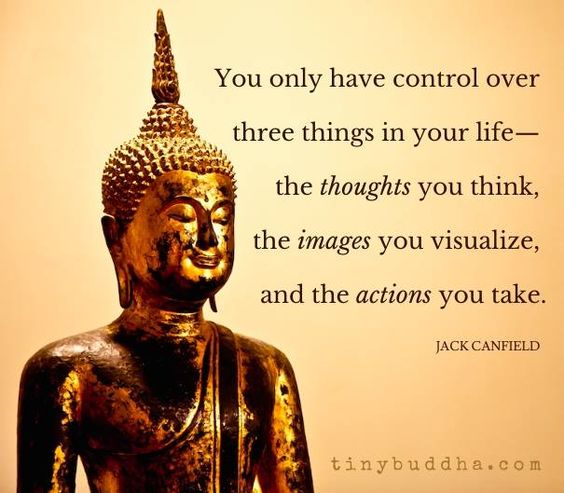 You only have control over
three things in your life—
the thoughts you think,
the images you visualize,
and the actions you take.
JACK CANFIELD
tinybuddha.com